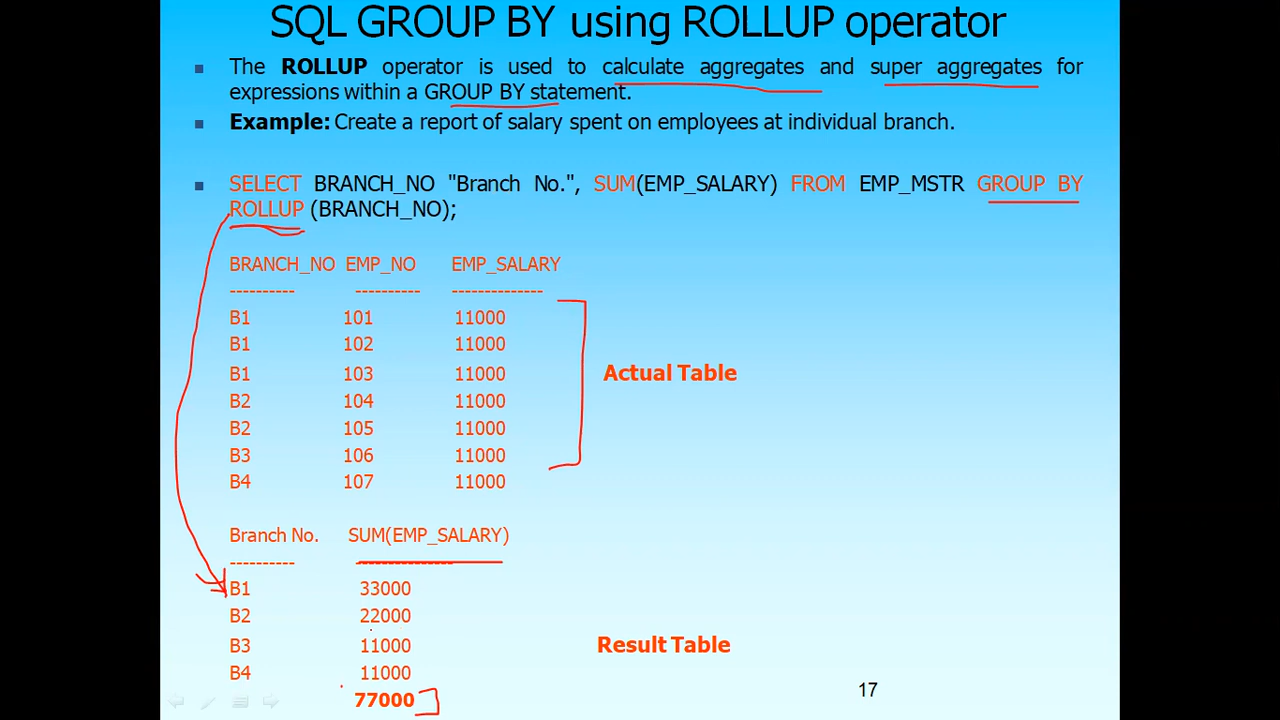 SQL GROUP BY using ROLLUP operator
The ROLLUP operator is used to calculate aggregates and super aggregates for
expressions within a GROUP BY statement.
Example: Create a report of salary spent on employees at individual branch.
SELECT BRANCH_NO "Branch No.", SUM(EMP_SALARY) FROM EMP_MSTR GROUP BY
ROLLUP (BRANCH_NO);
BRANCH_NO EMP_NO EMP_SALARY
---------- ---------- --------------
B1 101 11000
B1 102 11000
B1 103 11000
Actual Table
B2 104 11000
B2 105 11000
B3 106 11000
B4 107 11000
Branch No. SUM(EMP_SALARY)
---------- ---------------
B1 33000
B2 22000
B3 11000
Result Table
B4 11000
77000
17